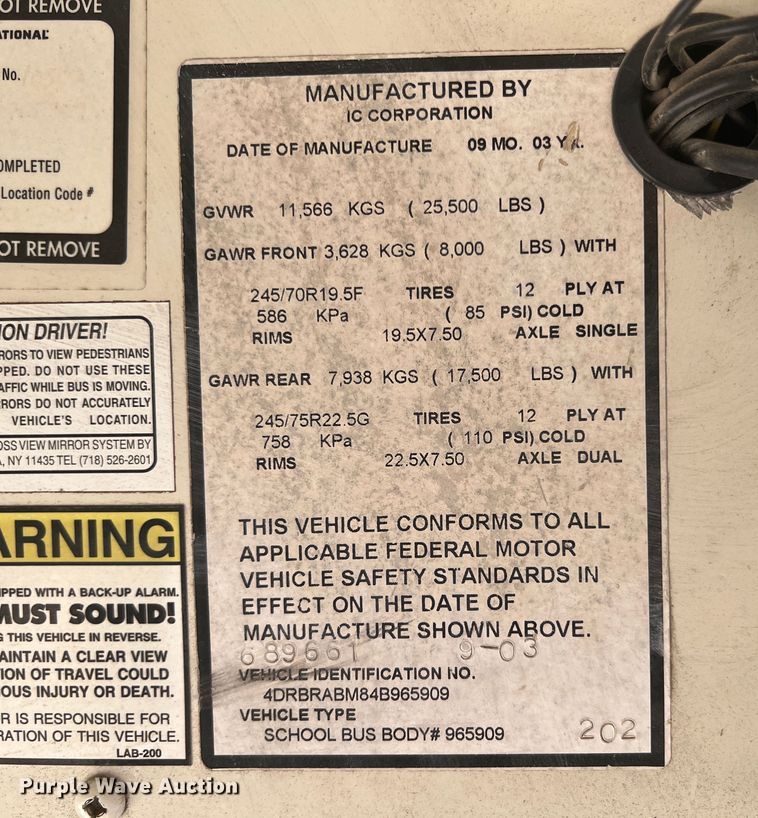 OT REMOVE
ATIONAL
No.
OMPLETED
Location Code #
OT REMOVE
ION DRIVER!
RORS TO VIEW PEDESTRIANS
PPED. DO NOT USE THESE
AFFIC WHILE BUS IS MOVING.
RORS DO NOT ACCURATELY
VEHICLE'S LOCATION.
OSS VIEW MIRROR SYSTEM BY
A, NY 11435 TEL (718) 526-2601
ARNING
IPPED WITH A BACK-UP ALARM.
MUST SOUND!
G THIS VEHICLE IN REVERSE.
AINTAIN A CLEAR VIEW
ION OF TRAVEL COULD
OUS INJURY OR DEATH.
OR IS RESPONSIBLE FOR
RATION OF THIS VEHICLE.
LAB-200
MANUFACTURED BY
IC CORPORATION
DATE OF MANUFACTURE 09 MO. 03 YR.
GVWR 11,566 KGS ( 25,500 LBS )
GAWR FRONT 3,628 KGS ( 8,000 LBS ) WITH
245/70R19.5F TIRES 12 PLY AT
586 KPa ( 85 PSI) COLD
RIMS 19.5X7.50 AXLE SINGLE
GAWR REAR 7,938 KGS ( 17,500 LBS ) WITH
245/75R22.5G TIRES 12 PLY AT
758 KPa ( 110 PSI) COLD
RIMS 22.5X7.50 AXLE DUAL
THIS VEHICLE CONFORMS TO ALL
APPLICABLE FEDERAL MOTOR
VEHICLE SAFETY STANDARDS IN
EFFECT ON THE DATE OF
MANUFACTURE SHOWN ABOVE.
689661 9-03
VEHICLE IDENTIFICATION NO.
4DRBRABM84B965909
VEHICLE TYPE
SCHOOL BUS BODY# 965909
202
Purple Wave Auction